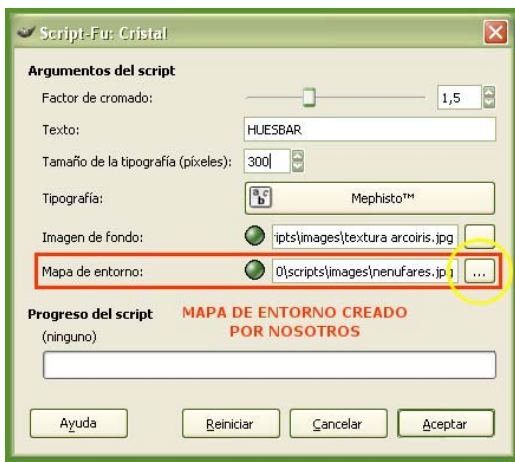 Script-Fu: Cristal
Argumentos del script
Factor de cromado: 1,5
Texto: HUESBAR
Tamaño de la tipografía (píxeles): 300
Tipografía: Mephisto™
Imagen de fondo: ipts\images\textura arcoiris.jpg
Mapa de entorno: 0\scripts\images\nenufares.jpg ...
Progreso del script MAPA DE ENTORNO CREADO
(ninguno) POR NOSOTROS
Ayuda Reiniciar Cancelar Aceptar